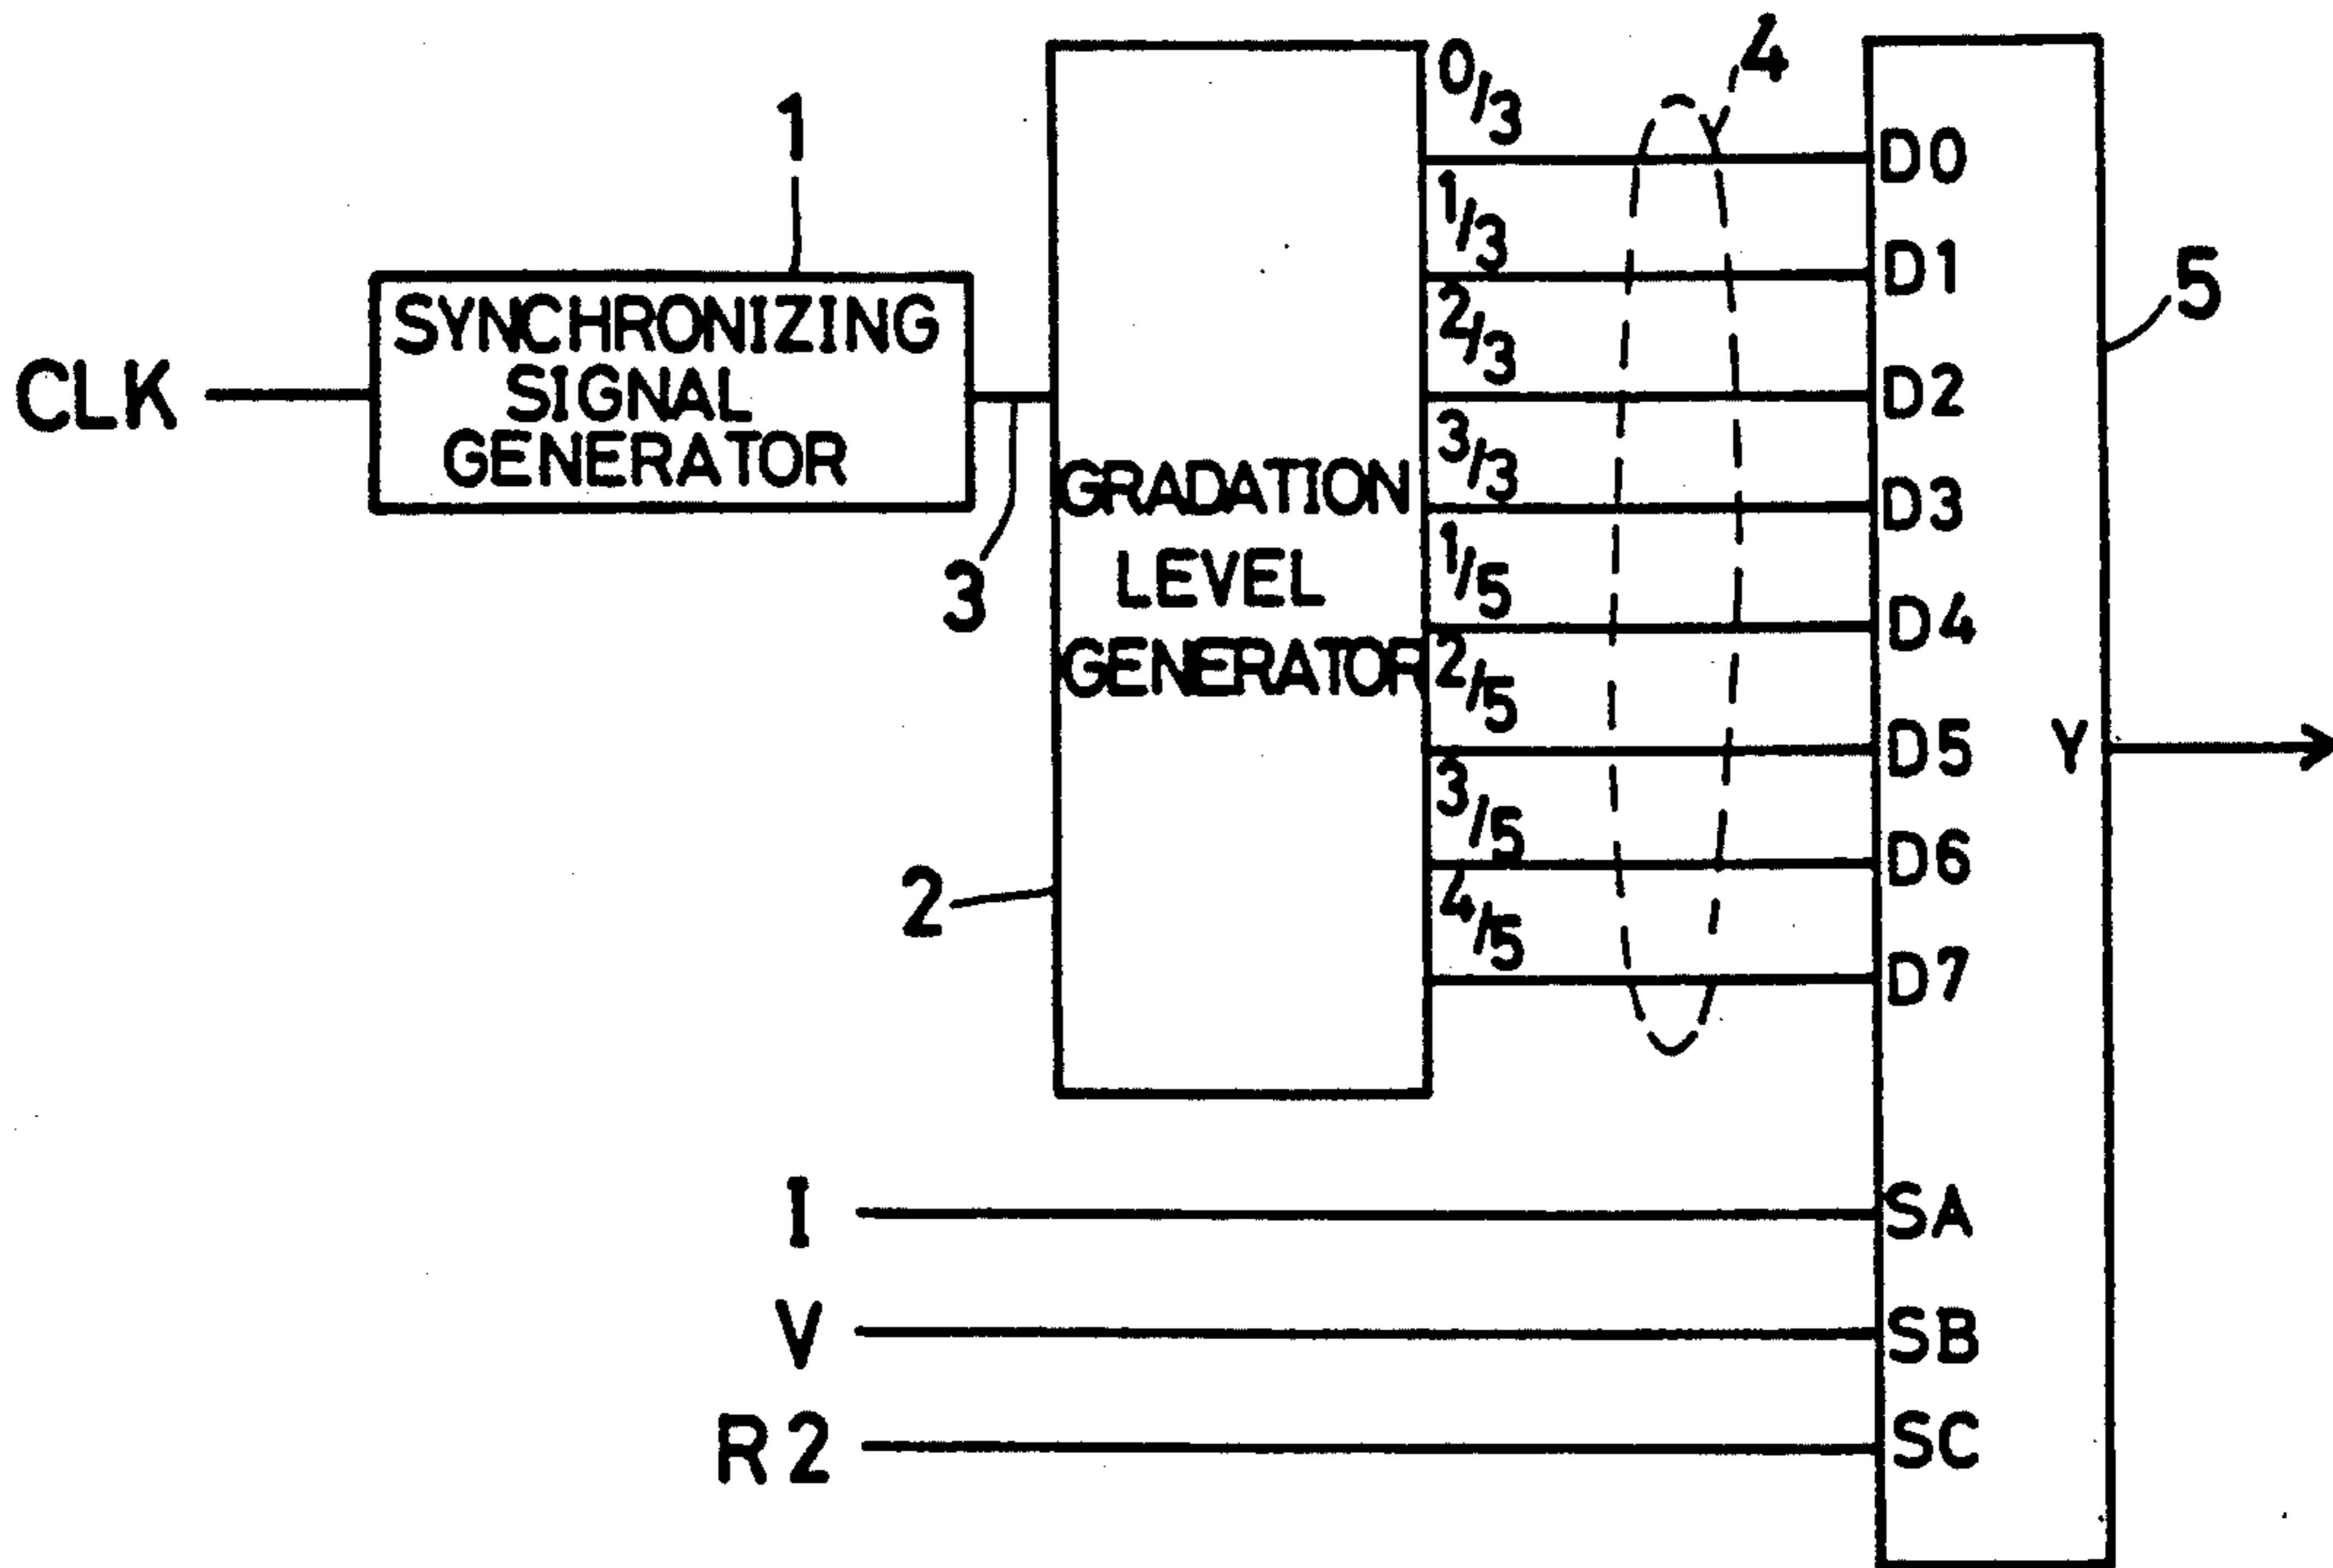 1
CLK
SYNCHRONIZING
SIGNAL
GENERATOR
3
GRADATION
LEVEL
GENERATOR
2
0/3
1/3
2/3
3/3
1/5
2/5
3/5
4/5
4
D0
D1
D2
D3
D4
D5
D6
D7
5
Y
I
SA
V
SB
R2
SC